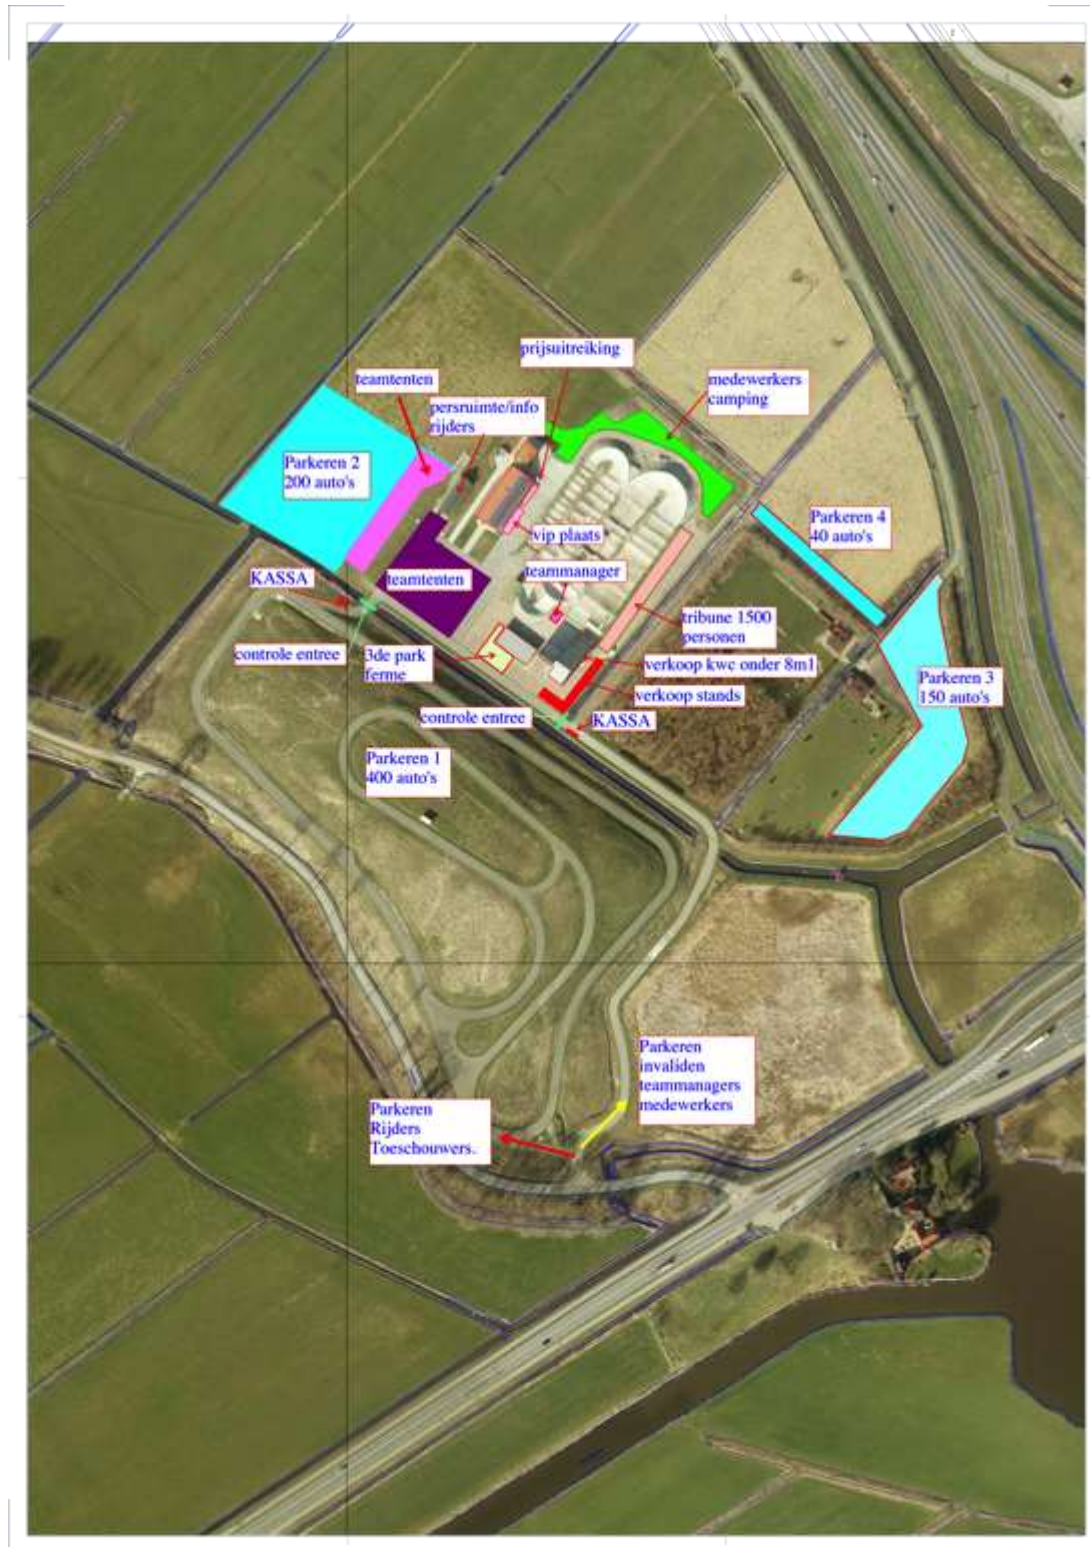 prijsuitreiking
teamtenten
medewerkers
camping
persruimte/info
rijders
Parkeren 2
200 auto's
Parkeren 4
40 auto's
vip plaats
KASSA
teamtenten
teammanager
controle entree
3de park
ferme
tribune 1500
personen
verkoop kwc onder 8m1
Parkeren 3
150 auto's
verkoop stands
controle entree
KASSA
Parkeren 1
400 auto's
Parkeren
invaliden
teammanagers
medewerkers
Parkeren
Rijders
Toeschouwers.